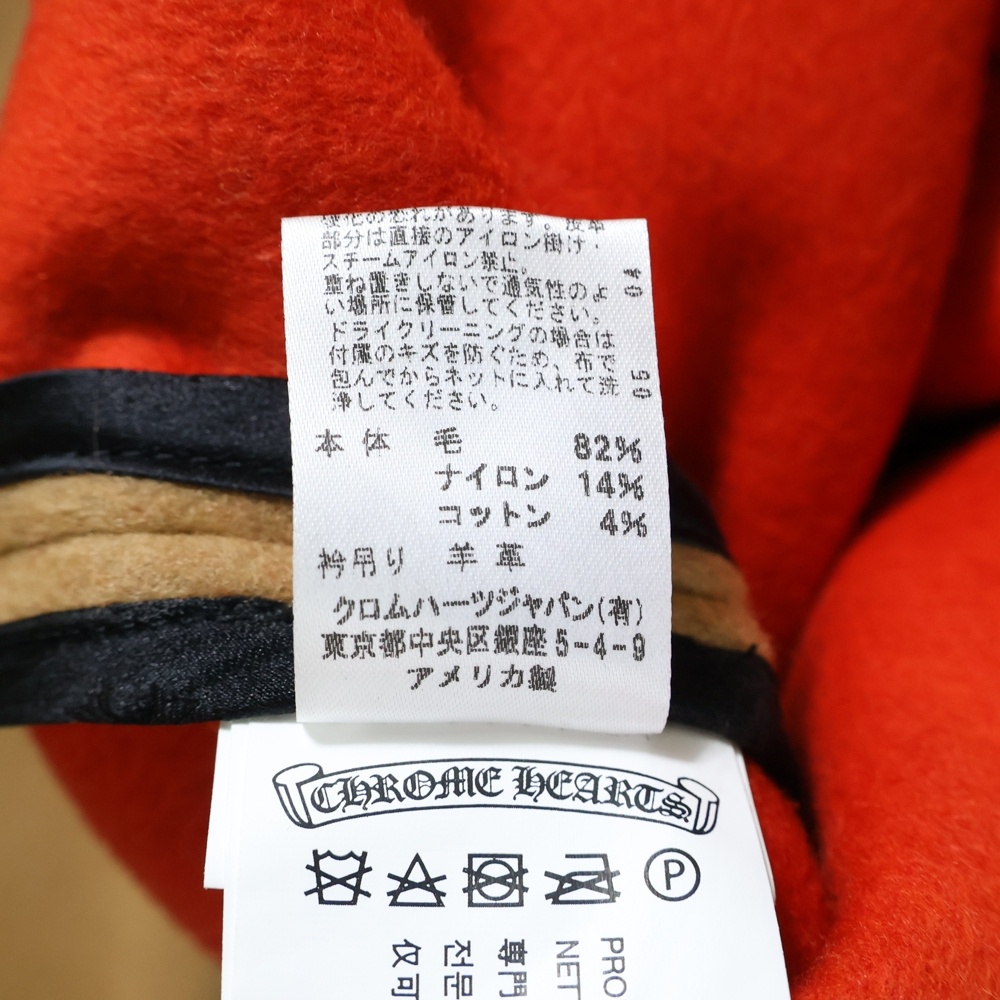 硬化の恐れがあります。皮革
部分は直接のアイロン掛け・
スチームアイロン禁止。
重ね置きしないで通気性のよ
い場所に保管してください。
ドライクリーニングの場合は
付属のキズを防ぐため、布で
包んでからネットに入れて洗
浄してください。
04
05
本体 毛 82%
ナイロン 14%
コットン 4%
衿吊り 羊革
クロムハーツジャパン(有)
東京都中央区銀座5-4-9
アメリカ製
CHROME HEARTS
P
PRO
NET
専門
전문
仅可